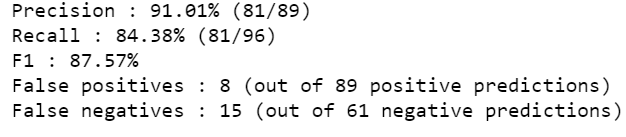 Precision : 91.01% (81/89)
Recall : 84.38% (81/96)
F1 : 87.57%
False positives : 8 (out of 89 positive predictions)
False negatives : 15 (out of 61 negative predictions)